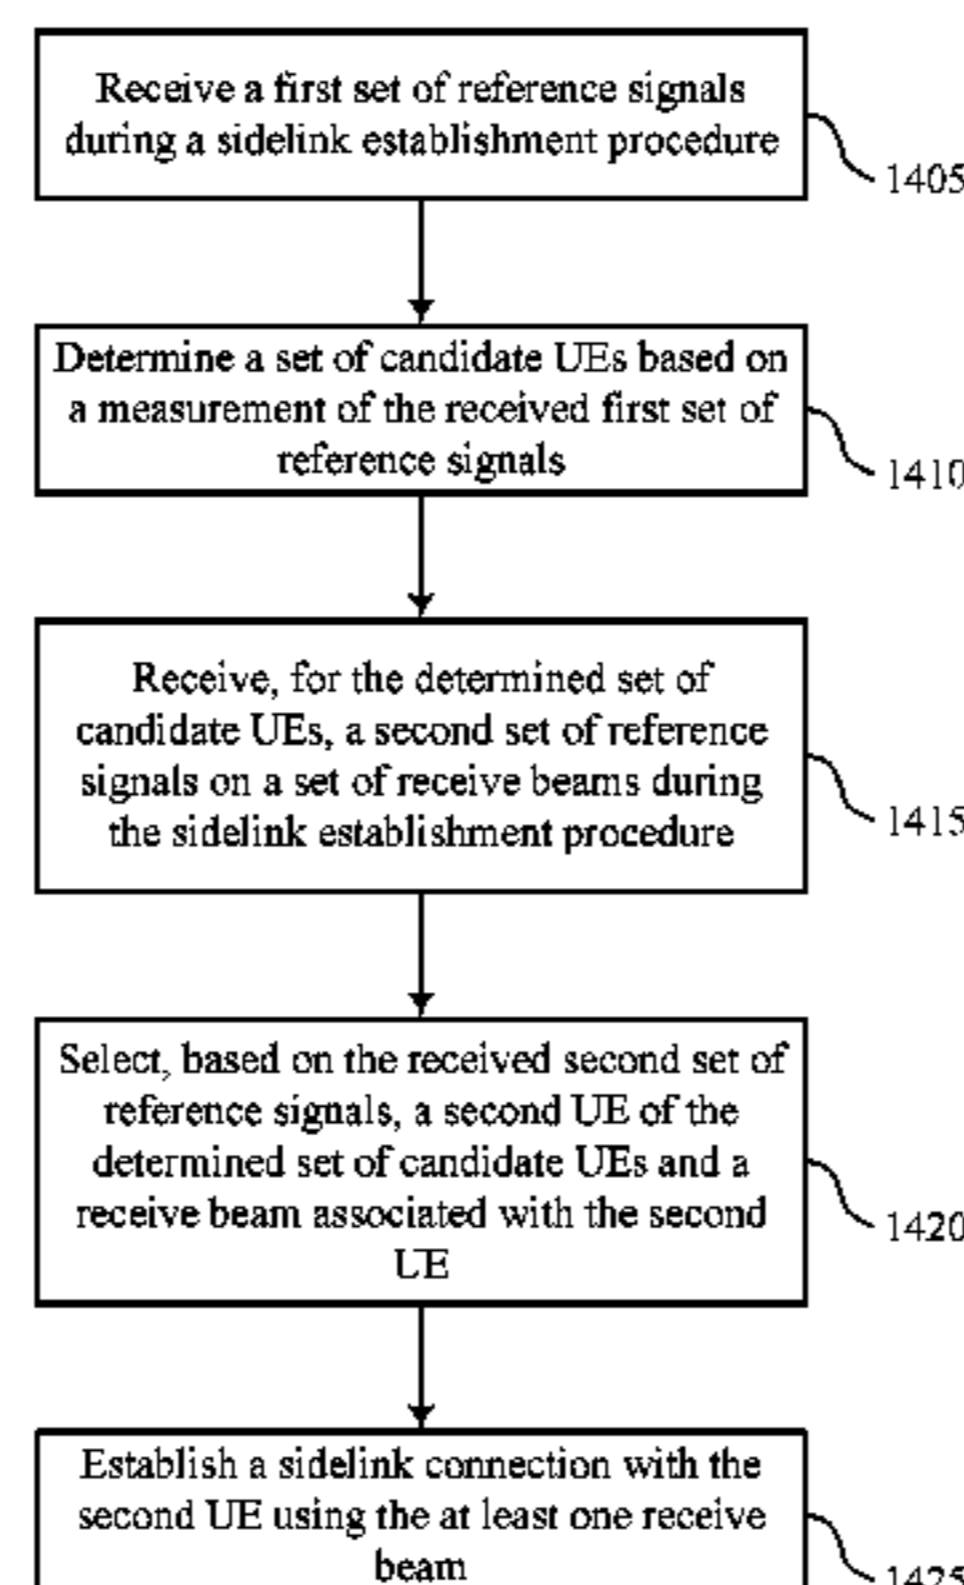 Receive a first set of reference signals
during a sidelink establishment procedure
1405
Determine a set of candidate UEs based on
a measurement of the received first set of
reference signals
1410
Receive, for the determined set of
candidate UEs, a second set of reference
signals on a set of receive beams during
the sidelink establishment procedure
1415
Select, based on the received second set of
reference signals, a second UE of the
determined set of candidate UEs and a
receive beam associated with the second
UE
1420
Establish a sidelink connection with the
second UE using the at least one receive
beam
1425